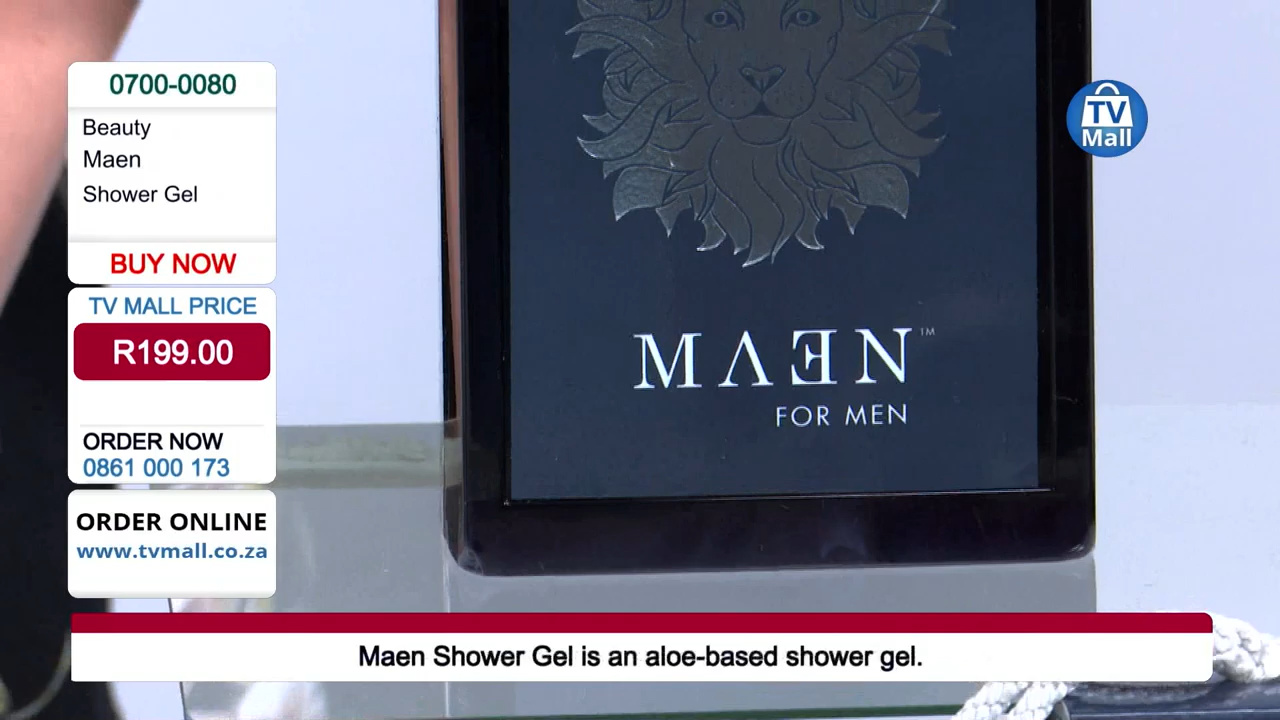 0700-0080
Beauty
Maen
Shower Gel
BUY NOW
TV MALL PRICE
R199.00
ORDER NOW
0861 000 173
ORDER ONLINE
www.tvmall.co.za
TV
Mall
MAEN™
FOR MEN
Maen Shower Gel is an aloe-based shower gel.